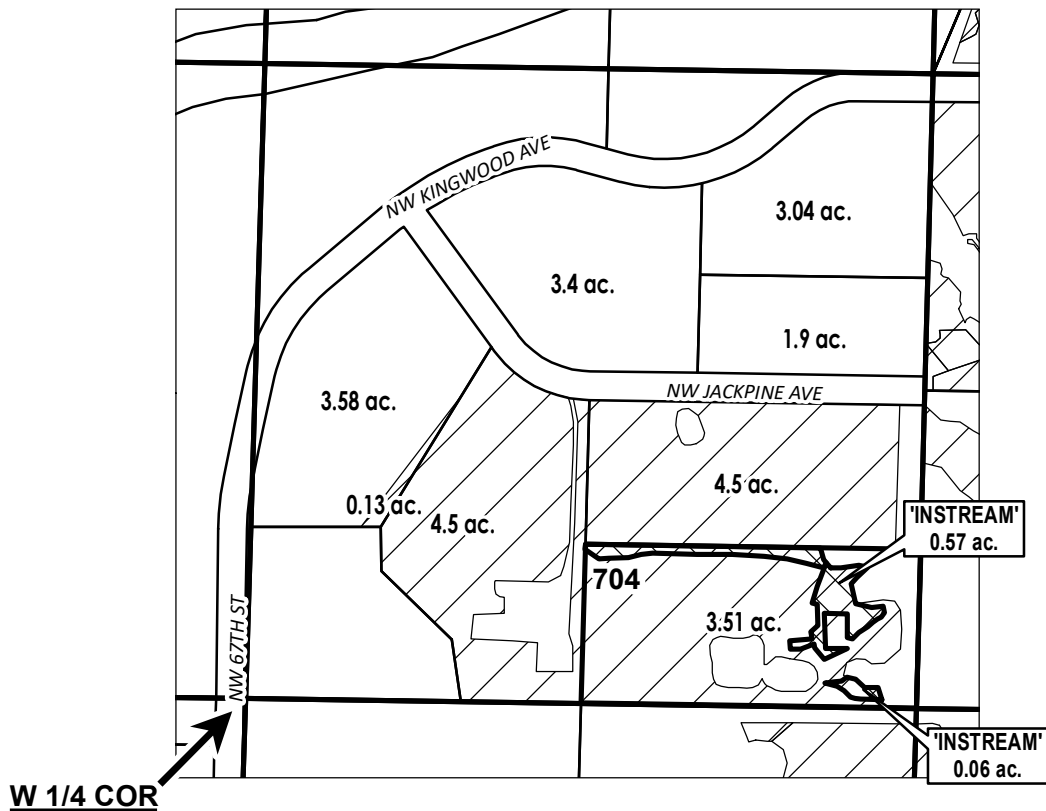 NW KINGWOOD AVE
3.04 ac.
3.4 ac.
1.9 ac.
NW JACKPINE AVE
3.58 ac.
4.5 ac.
0.13 ac.
4.5 ac.
'INSTREAM'
0.57 ac.
704
3.51 ac.
NW 67TH ST
'INSTREAM'
0.06 ac.
W 1/4 COR